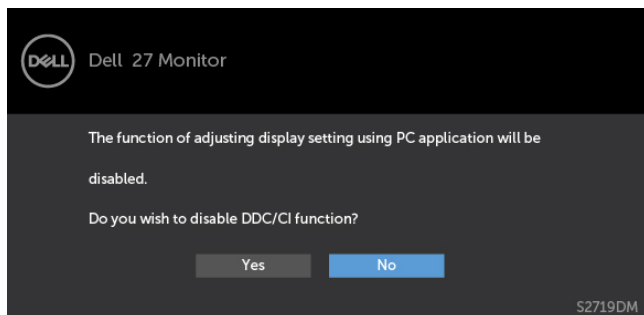 DELL
Dell 27 Monitor
The function of adjusting display setting using PC application will be
disabled.
Do you wish to disable DDC/CI function?
Yes No
S2719DM